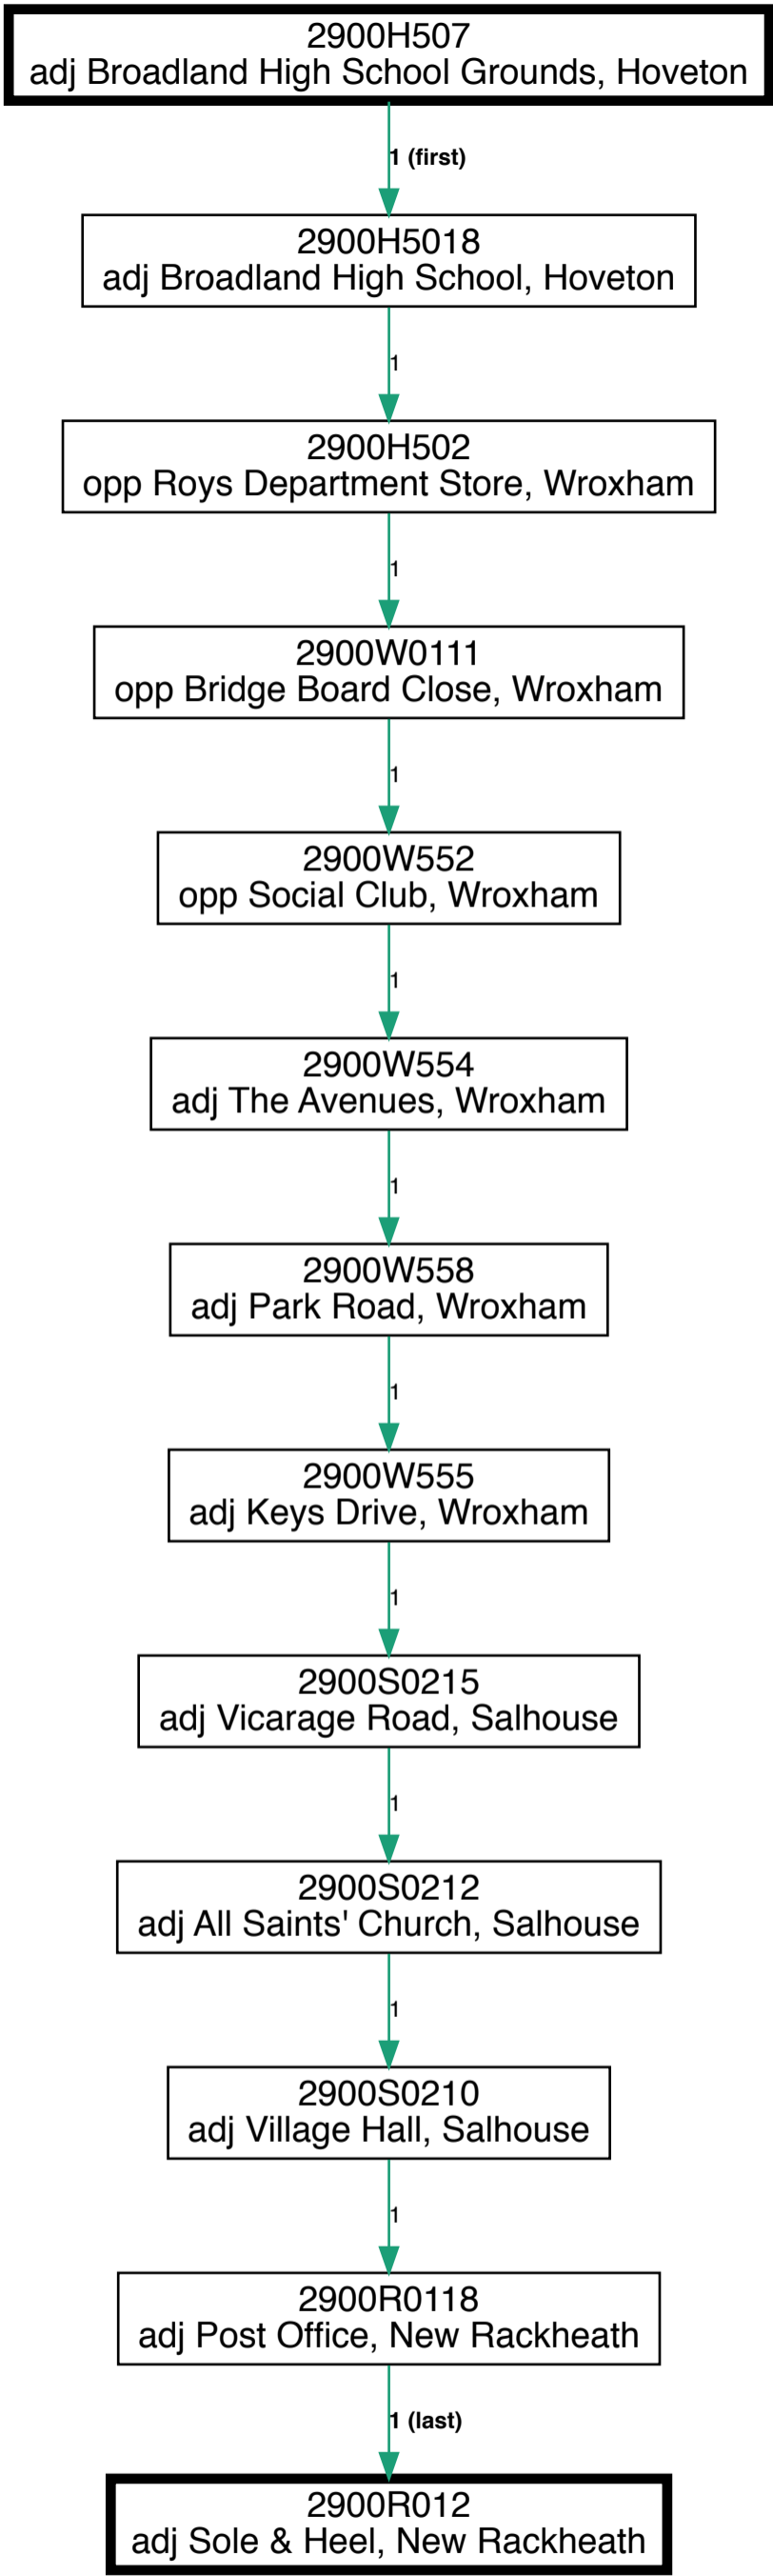 2900H507
adj Broadland High School Grounds, Hoveton
1 (first)
2900H5018
adj Broadland High School, Hoveton
1
2900H502
opp Roys Department Store, Wroxham
1
2900W0111
opp Bridge Board Close, Wroxham
1
2900W552
opp Social Club, Wroxham
1
2900W554
adj The Avenues, Wroxham
1
2900W558
adj Park Road, Wroxham
1
2900W555
adj Keys Drive, Wroxham
1
2900S0215
adj Vicarage Road, Salhouse
1
2900S0212
adj All Saints' Church, Salhouse
1
2900S0210
adj Village Hall, Salhouse
1
2900R0118
adj Post Office, New Rackheath
1 (last)
2900R012
adj Sole & Heel, New Rackheath